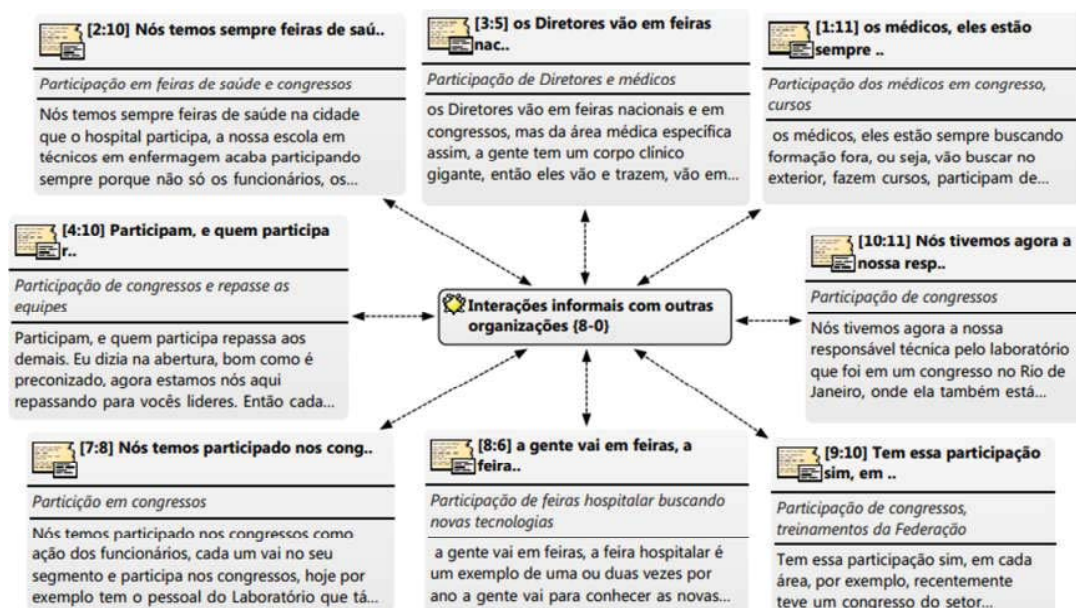 [2:10] Nós temos sempre feiras de saú..
Participação em feiras de saúde e congressos
Nós temos sempre feiras de saúde na cidade
que o hospital participa, a nossa escola em
técnicos em enfermagem acaba participando
sempre porque não só os funcionários, os...
[3:5] os Diretores vão em feiras
nac..
Participação de Diretores e médicos
os Diretores vão em feiras nacionais e em
congressos, mas da área médica específica
assim, a gente tem um corpo clínico
gigante, então eles vão e trazem, vão em...
[1:11] os médicos, eles estão
sempre ..
Participação dos médicos em congresso,
cursos
os médicos, eles estão sempre buscando
formação fora, ou seja, vão buscar no
exterior, fazem cursos, participam de...
[4:10] Participam, e quem participa
r..
Participação de congressos e repasse as
equipes
Participam, e quem participa repassa aos
demais. Eu dizia na abertura, bom como é
preconizado, agora estamos nós aqui
repassando para vocês lideres. Então cada...
Interações informais com outras
organizações {8-0}
[10:11] Nós tivemos agora a
nossa resp..
Participação de congressos
Nós tivemos agora a nossa
responsável técnica pelo laboratório
que foi em um congresso no Rio de
Janeiro, onde ela também está...
[7:8] Nós temos participado nos cong..
Particição em congressos
Nós temos participado nos congressos como
ação dos funcionários, cada um vai no seu
segmento e participa nos congressos, hoje por
exemplo tem o pessoal do Laboratório que tá...
[8:6] a gente vai em feiras, a
feira..
Participação de feiras hospitalar buscando
novas tecnologias
a gente vai em feiras, a feira hospitalar é
um exemplo de uma ou duas vezes por
ano a gente vai para conhecer as novas...
[9:10] Tem essa participação
sim, em ..
Participação de congressos,
treinamentos da Federação
Tem essa participação sim, em cada
área, por exemplo, recentemente
teve um congresso do setor...